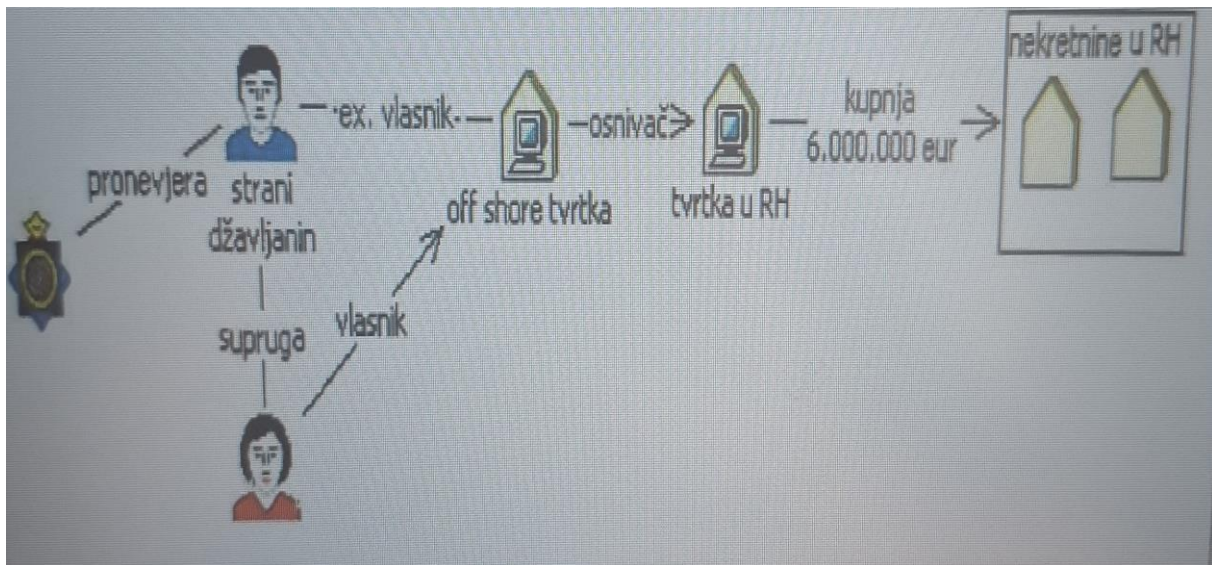 nekretnine u RH
·ex. vlasnik·
osnivač
kupnja
6.000.000 eur
pronevjera
strani
državljanin
off shore tvrtka
tvrtka u RH
supruga
vlasnik